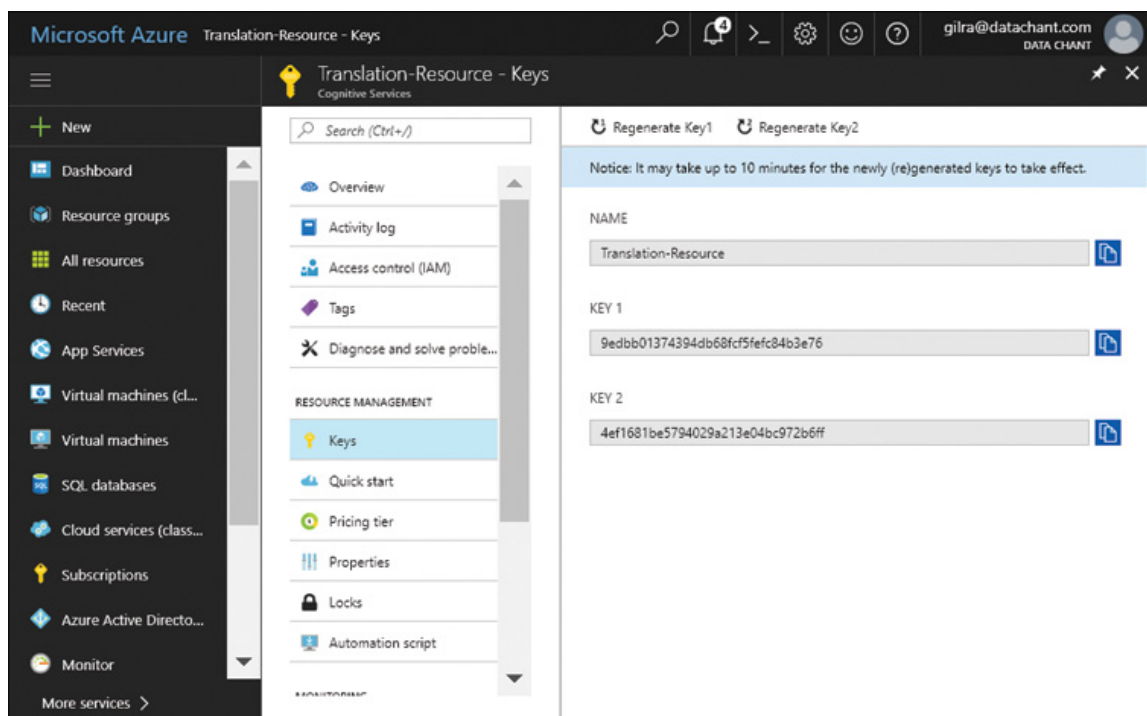 Microsoft Azure Translation-Resource - Keys
4
>_
gilra@datachant.com
DATA CHANT
Translation-Resource - Keys
Cognitive Services
New
Dashboard
Resource groups
All resources
Recent
App Services
Virtual machines (cl...
Virtual machines
SQL databases
Cloud services (class...
Subscriptions
Azure Active Directo...
Monitor
More services >
Search (Ctrl+/)
Overview
Activity log
Access control (IAM)
Tags
Diagnose and solve proble...
RESOURCE MANAGEMENT
Keys
Quick start
Pricing tier
Properties
Locks
Automation script
MONITORING
Regenerate Key1 Regenerate Key2
Notice: It may take up to 10 minutes for the newly (re)generated keys to take effect.
NAME
Translation-Resource
KEY 1
9edbb01374394db68fcf5fefc84b3e76
KEY 2
4ef1681be5794029a213e04bc972b6ff